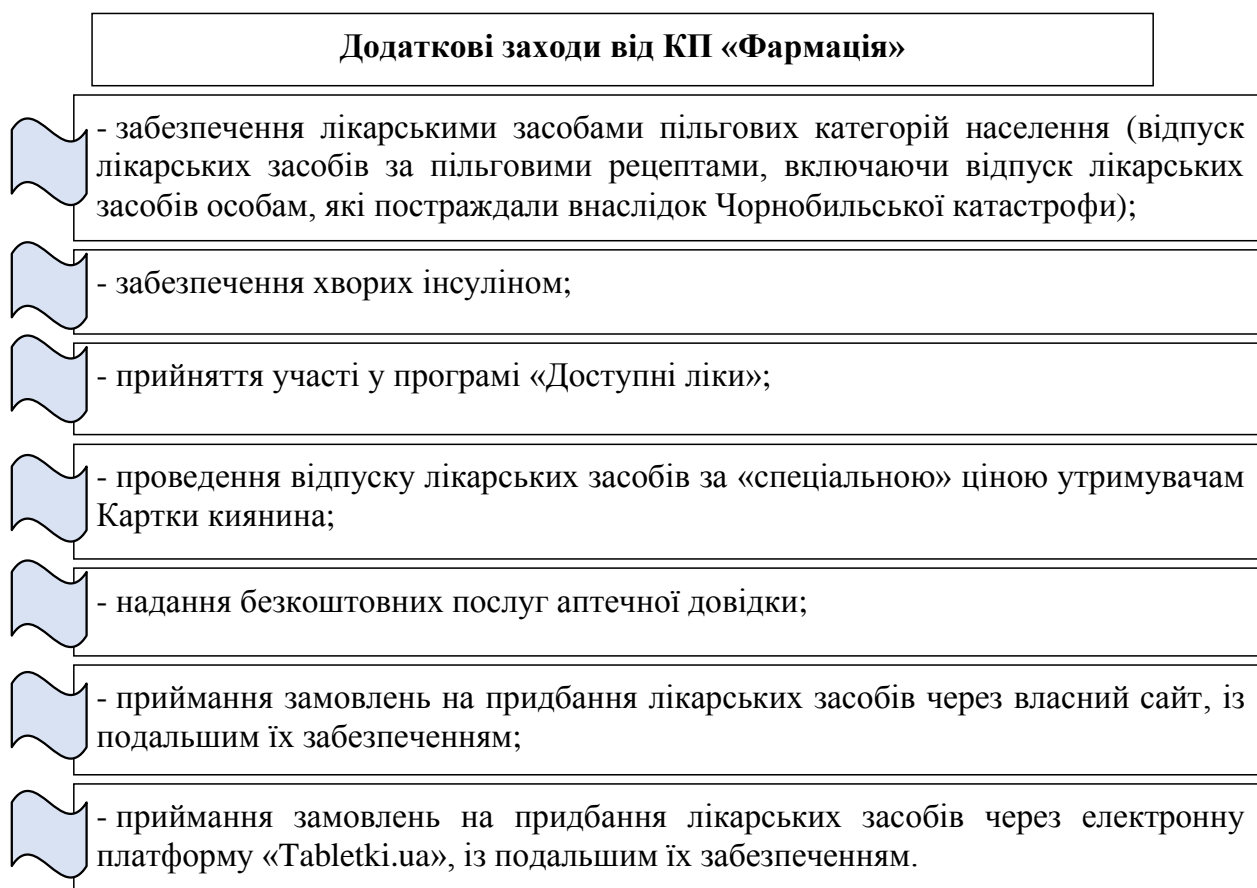 Додаткові заходи від КП «Фармація»
- забезпечення лікарськими засобами пільгових категорій населення (відпуск
лікарських засобів за пільговими рецептами, включаючи відпуск лікарських
засобів особам, які постраждали внаслідок Чорнобильської катастрофи);
- забезпечення хворих інсуліном;
- прийняття участі у програмі «Доступні ліки»;
- проведення відпуску лікарських засобів за «спеціальною» ціною утримувачам
Картки киянина;
- надання безкоштовних послуг аптечної довідки;
- приймання замовлень на придбання лікарських засобів через власний сайт, із
подальшим їх забезпеченням;
- приймання замовлень на придбання лікарських засобів через електронну
платформу «Tabletki.ua», із подальшим їх забезпеченням.